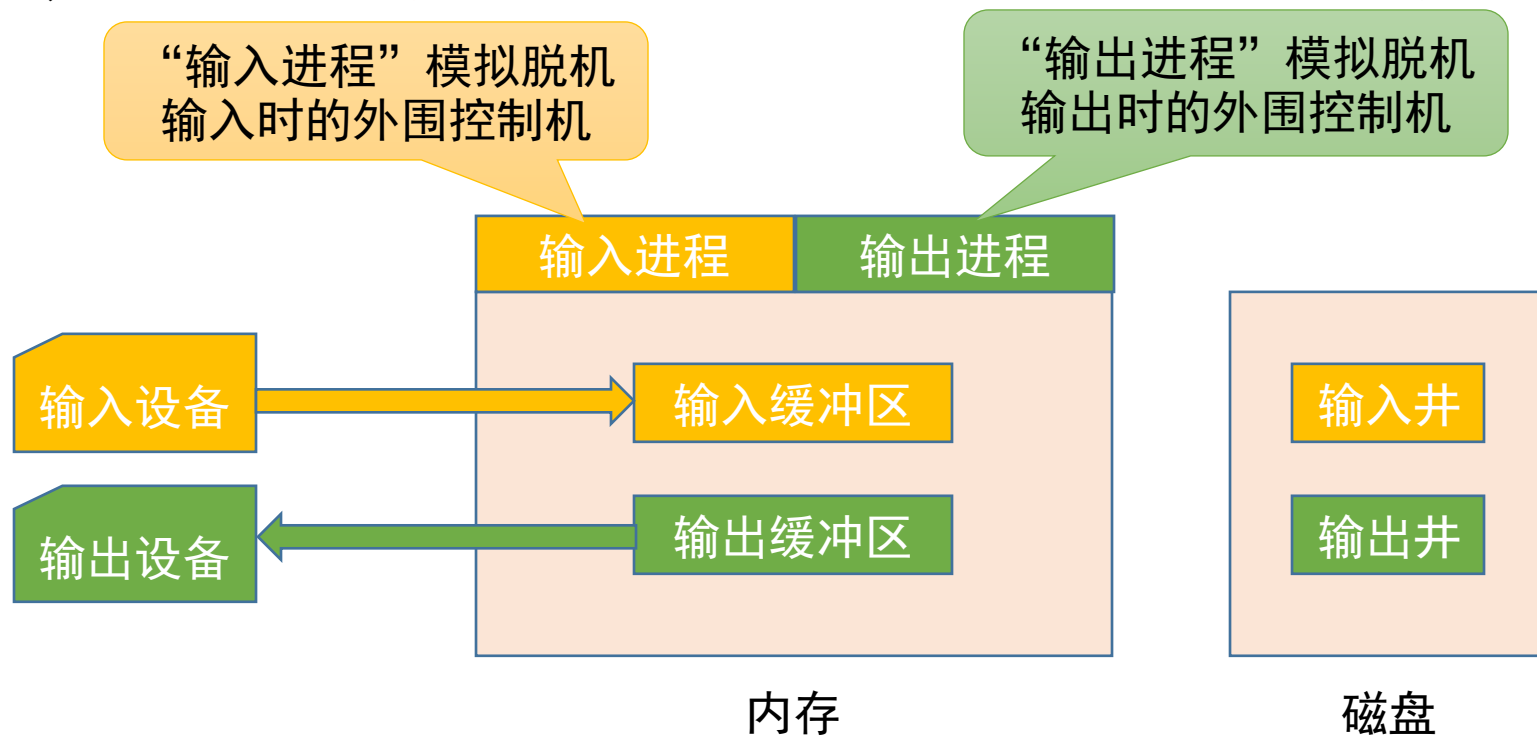 “输入进程”模拟脱机
输入时的外围控制机
“输出进程”模拟脱机
输出时的外围控制机
输入进程
输出进程
输入设备
输入缓冲区
输入井
输出设备
输出缓冲区
输出井
内存
磁盘